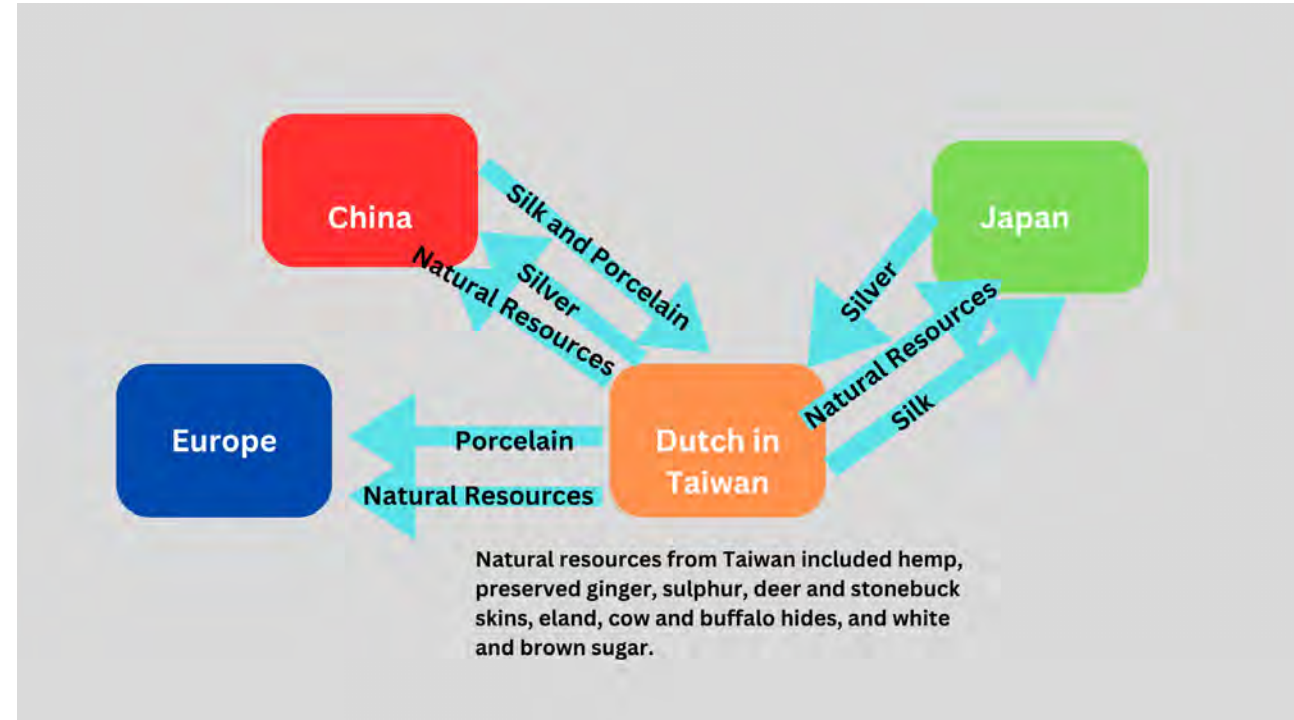 China
Silk and Porcelain
Silver
Natural Resources
Japan
Silver
Natural Resources
Silk
Europe
Porcelain
Natural Resources
Dutch in
Taiwan
Natural resources from Taiwan included hemp,
preserved ginger, sulphur, deer and stonebuck
skins, eland, cow and buffalo hides, and white
and brown sugar.